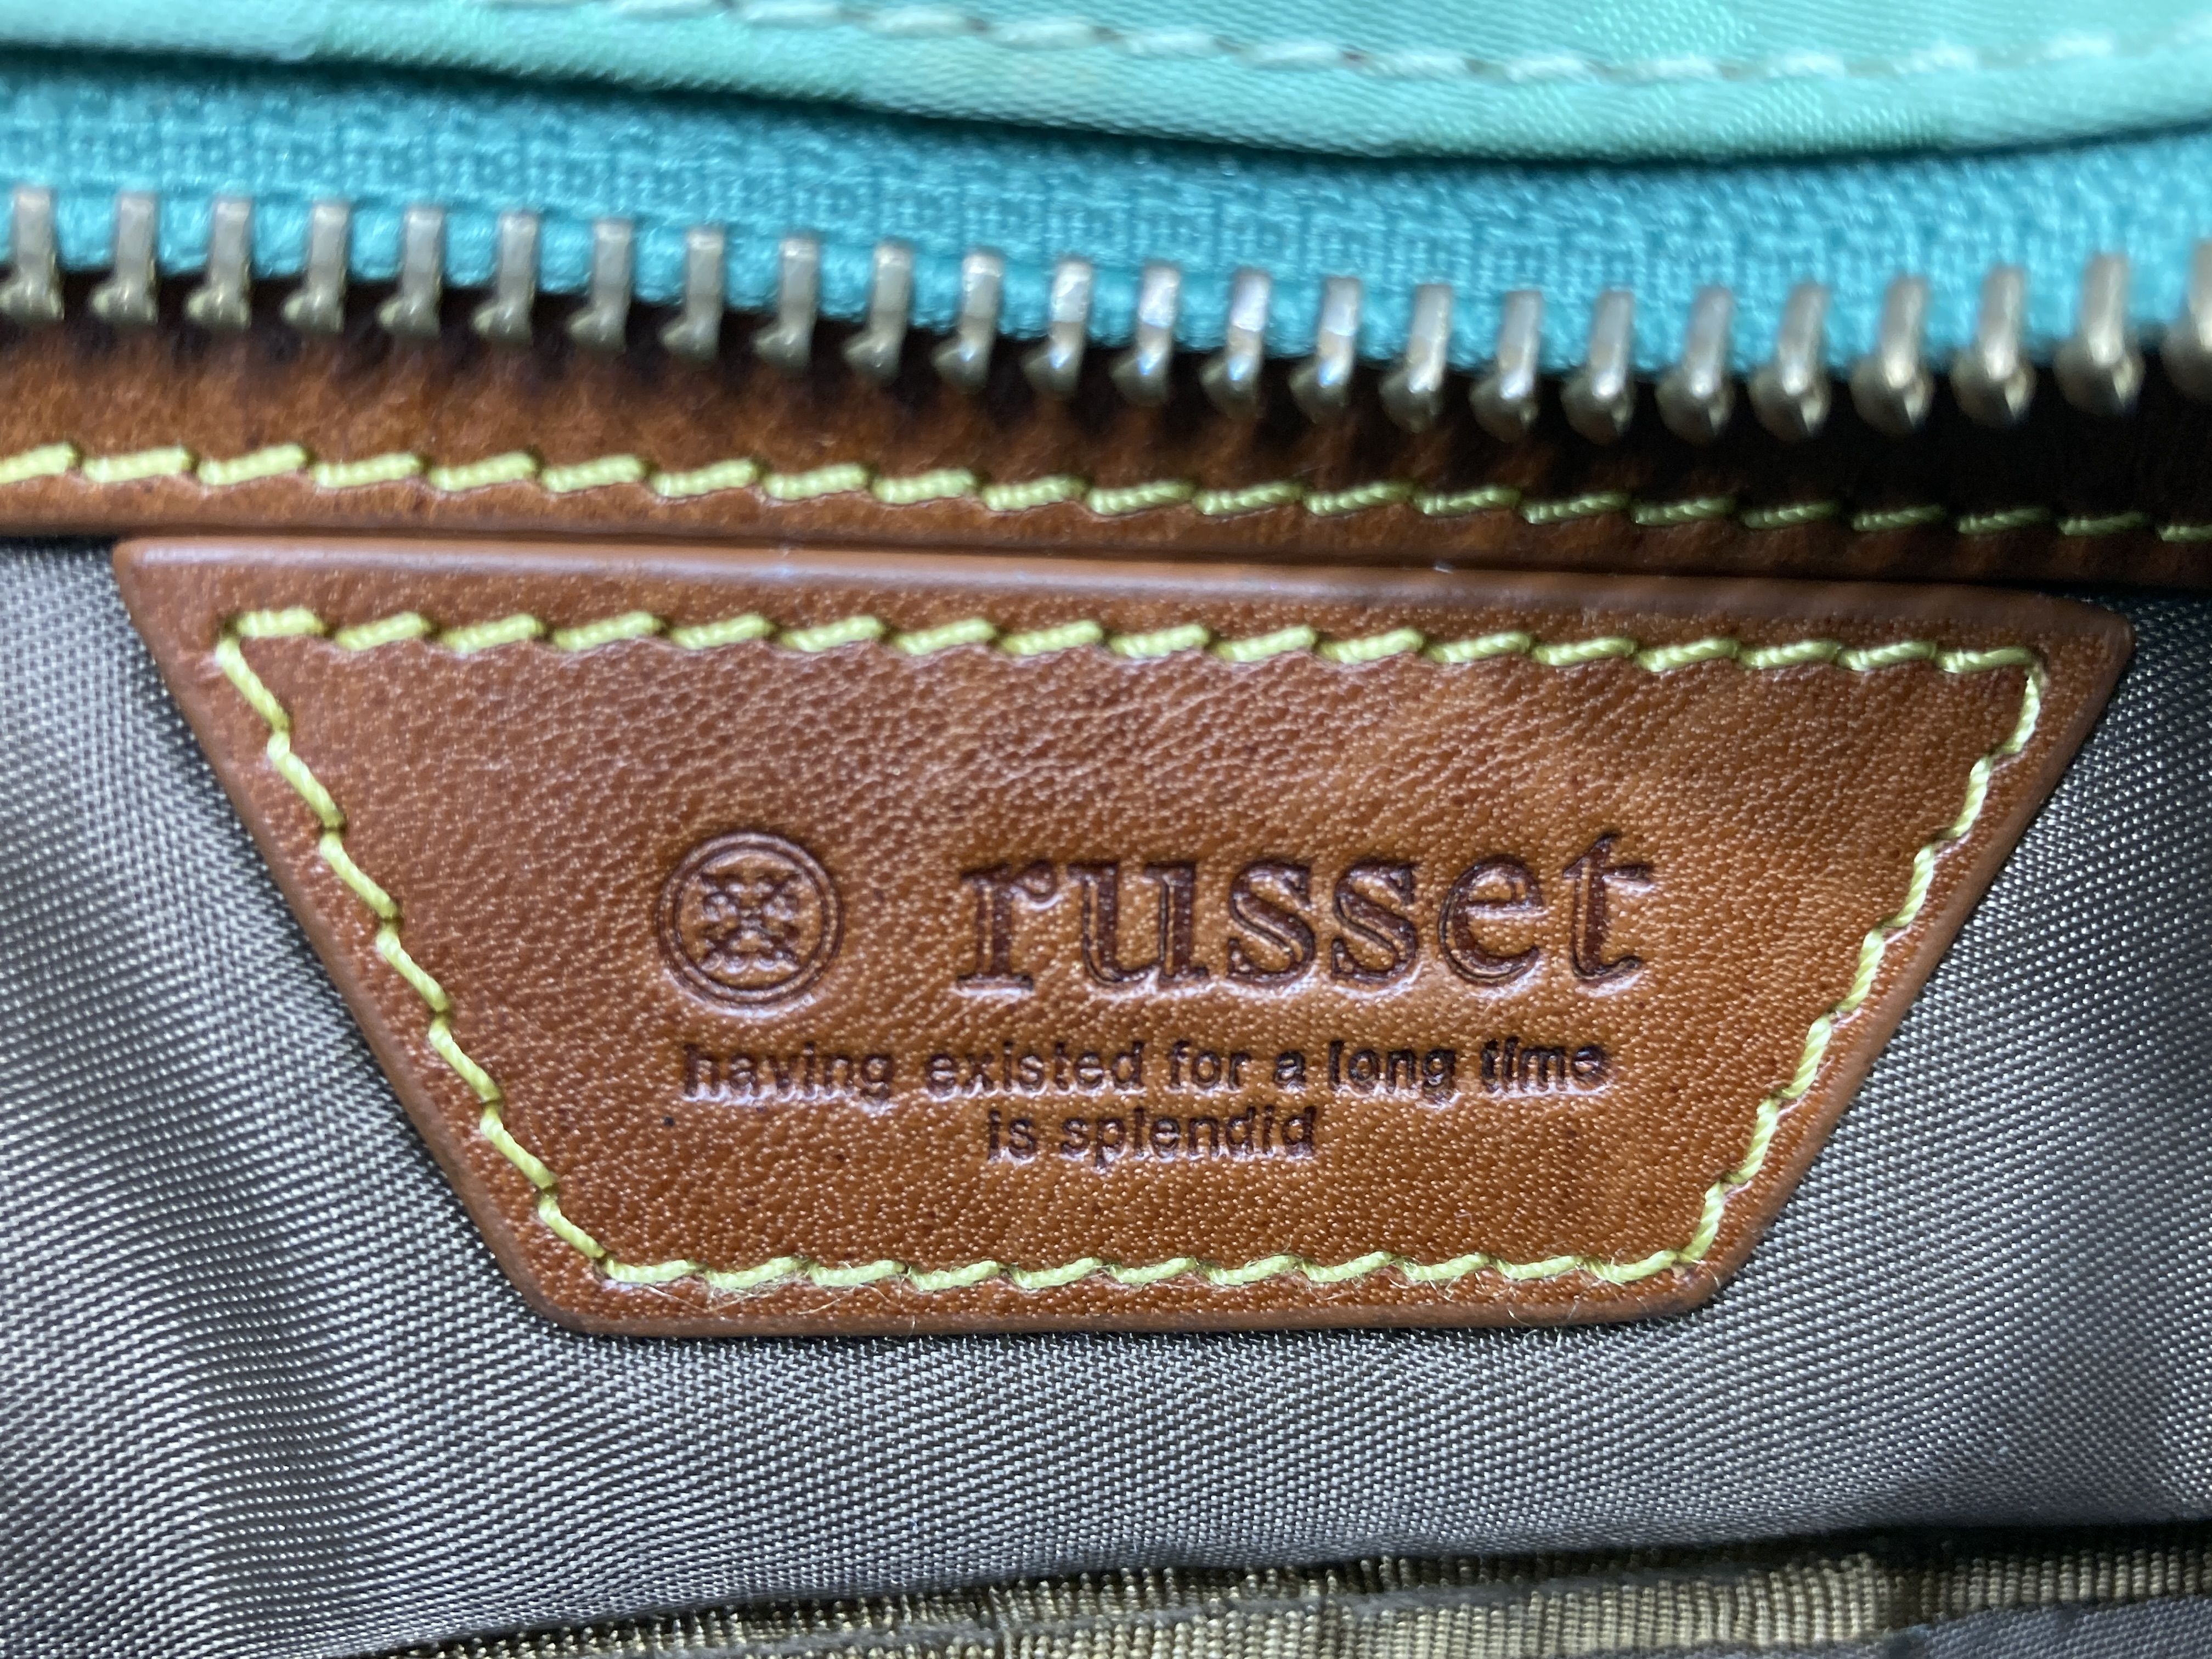 russet
having existed for a long time
is splendid